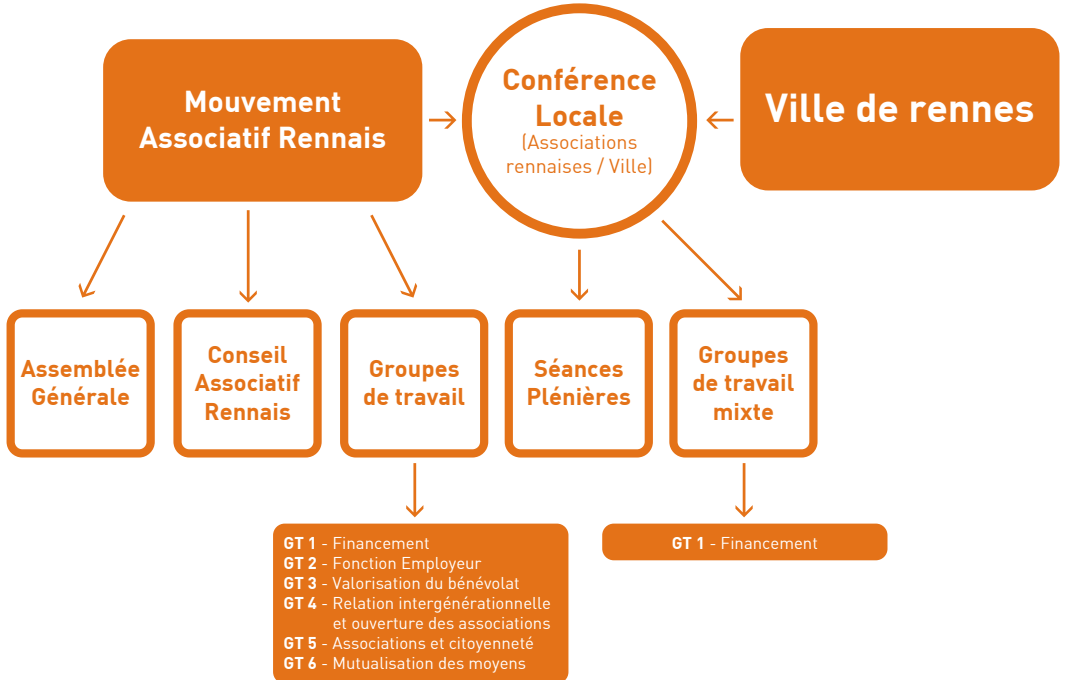 Mouvement
Associatif Rennais
Conférence
Locale
(Associations
rennaises / Ville)
Ville de rennes
Assemblée
Générale
Conseil
Associatif
Rennais
Groupes
de travail
Séances
Plénières
Groupes
de travail
mixte
GT 1 - Financement
GT 2 - Fonction Employeur
GT 3 - Valorisation du bénévolat
GT 4 - Relation intergénérationnelle
et ouverture des associations
GT 5 - Associations et citoyenneté
GT 6 - Mutualisation des moyens
GT 1 - Financement